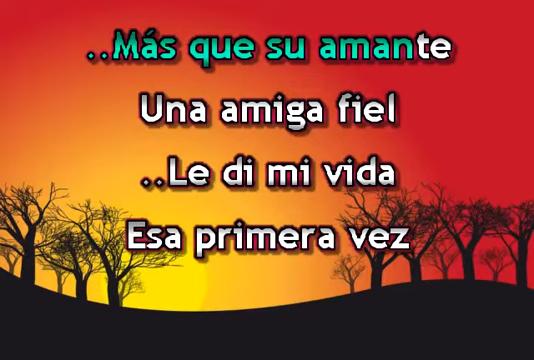 ..Más que su amante
Una amiga fiel
..Le di mi vida
Esa primera vez